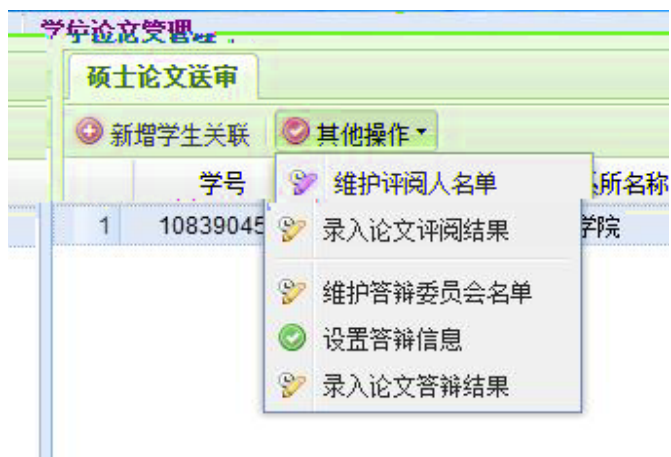 学位论文管理
硕士论文送审
新增学生关联 其他操作
学号 维护评阅人名单 所名称
1 10839045 录入论文评阅结果 学院
维护答辩委员会名单
设置答辩信息
录入论文答辩结果